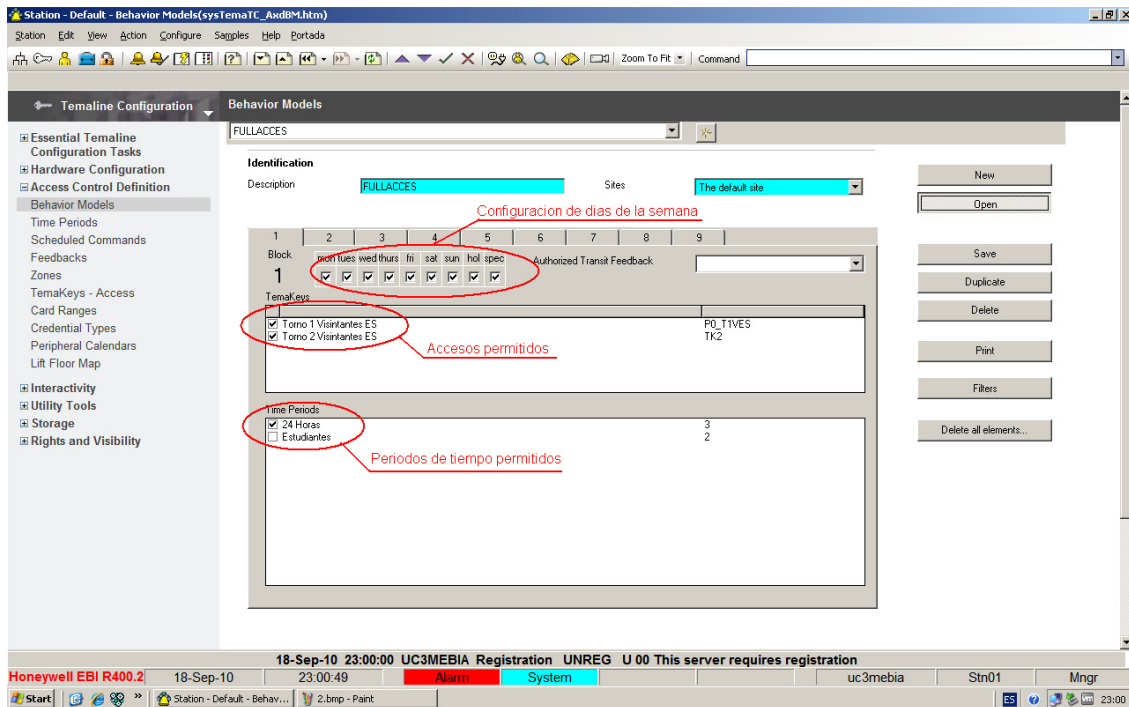 Station - Default - Behavior Models(sysTemaTC_AxdBM.htm)
Station Edit View Action Configure Samples Help Portada
Zoom To Fit Command
Temaline Configuration
Behavior Models
Essential Temaline
Configuration Tasks
Hardware Configuration
Access Control Definition
Behavior Models
Time Periods
Scheduled Commands
Feedbacks
Zones
TemaKeys - Access
Card Ranges
Credential Types
Peripheral Calendars
Lift Floor Map
Interactivity
Utility Tools
Storage
Rights and Visibility
FULLACCES
Identification
Description FULLACCES Sites The default site
Configuracion de dias de la semana
1 2 3 4 5 6 7 8 9
Block mon tues wed thurs fri sat sun hol spec Authorized Transit Feedback
1
TemaKeys
Torno 1 Visintantes ES P0_T1VES
Torno 2 Visintantes ES TK2
Accesos permitidos
Time Periods
24 Horas 3
Estudiantes 2
Periodos de tiempo permitidos
New
Open
Save
Duplicate
Delete
Print
Filters
Delete all elements...
18-Sep-10 23:00:00 UC3MEBIA Registration UNREG U 00 This server requires registration
Honeywell EBI R400.2 18-Sep-10 23:00:49 Alarm System uc3mebia Stn01 Mngr
Start » Station - Default - Behav... 2.bmp - Paint ES 23:00